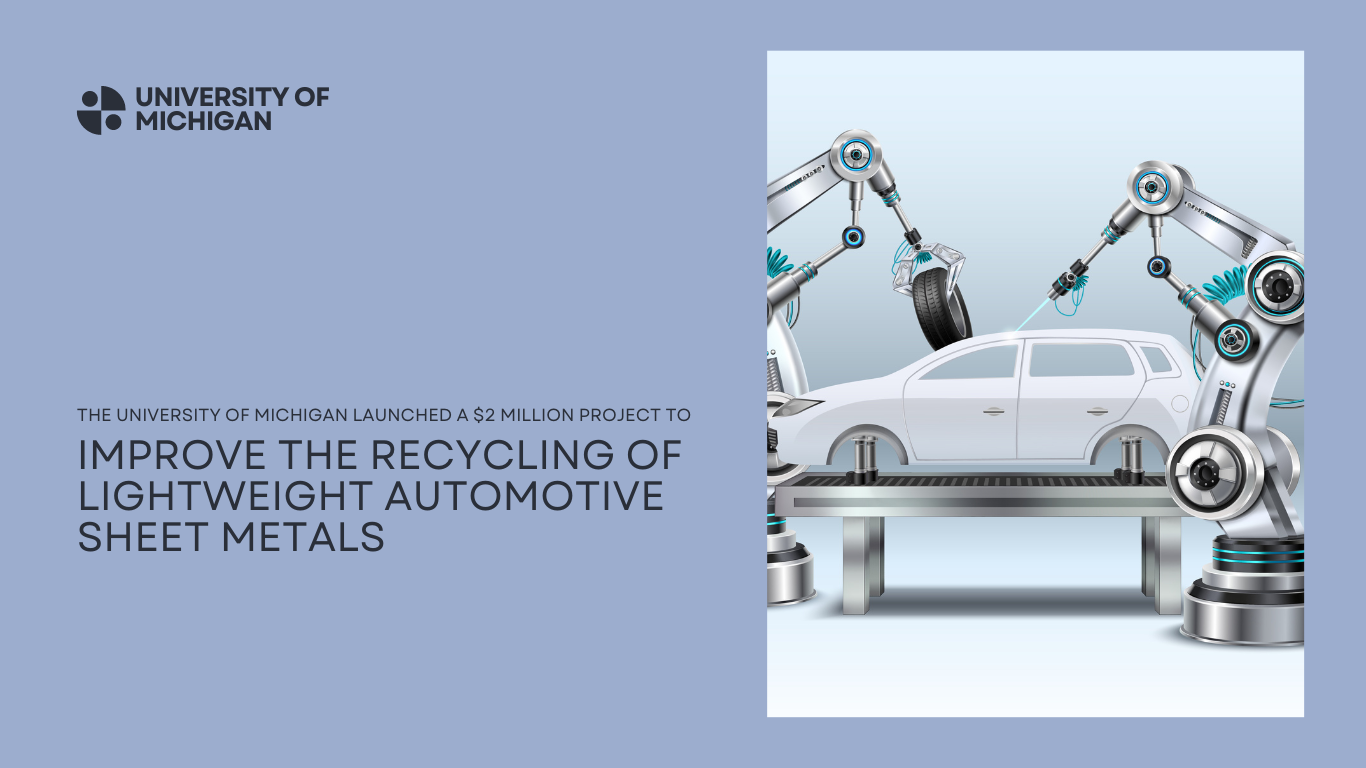 UNIVERSITY OF
MICHIGAN
THE UNIVERSITY OF MICHIGAN LAUNCHED A $2 MILLION PROJECT TO
IMPROVE THE RECYCLING OF
LIGHTWEIGHT AUTOMOTIVE
SHEET METALS